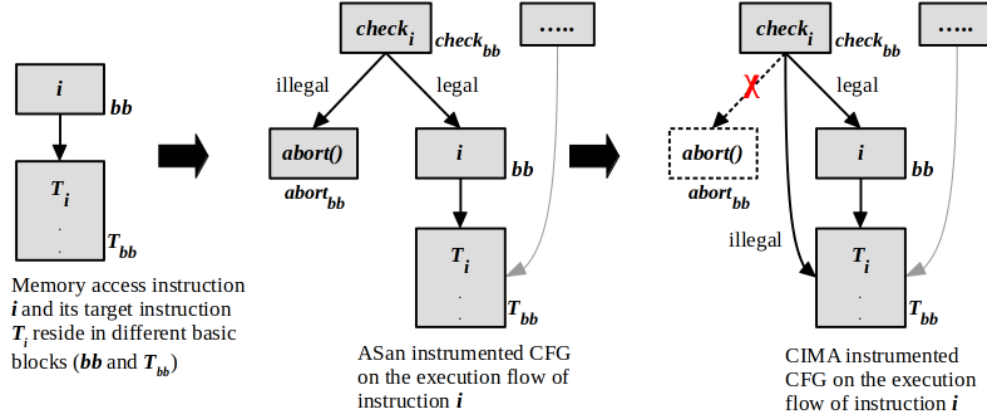 i
bb
T_i
.
.
T_bb
Memory access instruction
i and its target instruction
T_i reside in different basic
blocks (bb and T_bb)
check_i
check_bb
.....
illegal
legal
abort()
abort_bb
i
bb
T_i
.
.
T_bb
ASan instrumented CFG
on the execution flow of
instruction i
check_i
check_bb
.....
X
legal
abort()
abort_bb
i
bb
illegal
T_i
.
.
T_bb
CIMA instrumented
CFG on the execution
flow of instruction i